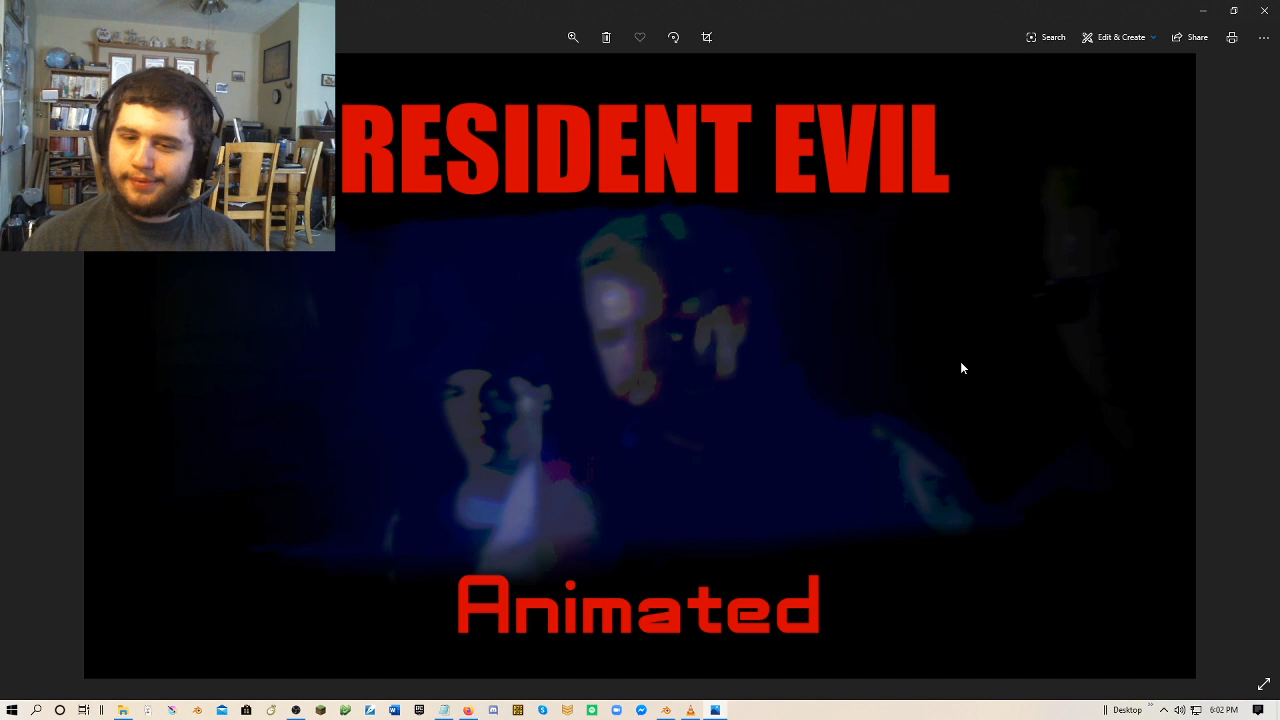 Search
Edit & Create
Share
RESIDENT EVIL
Animated
Desktop
6:02 PM